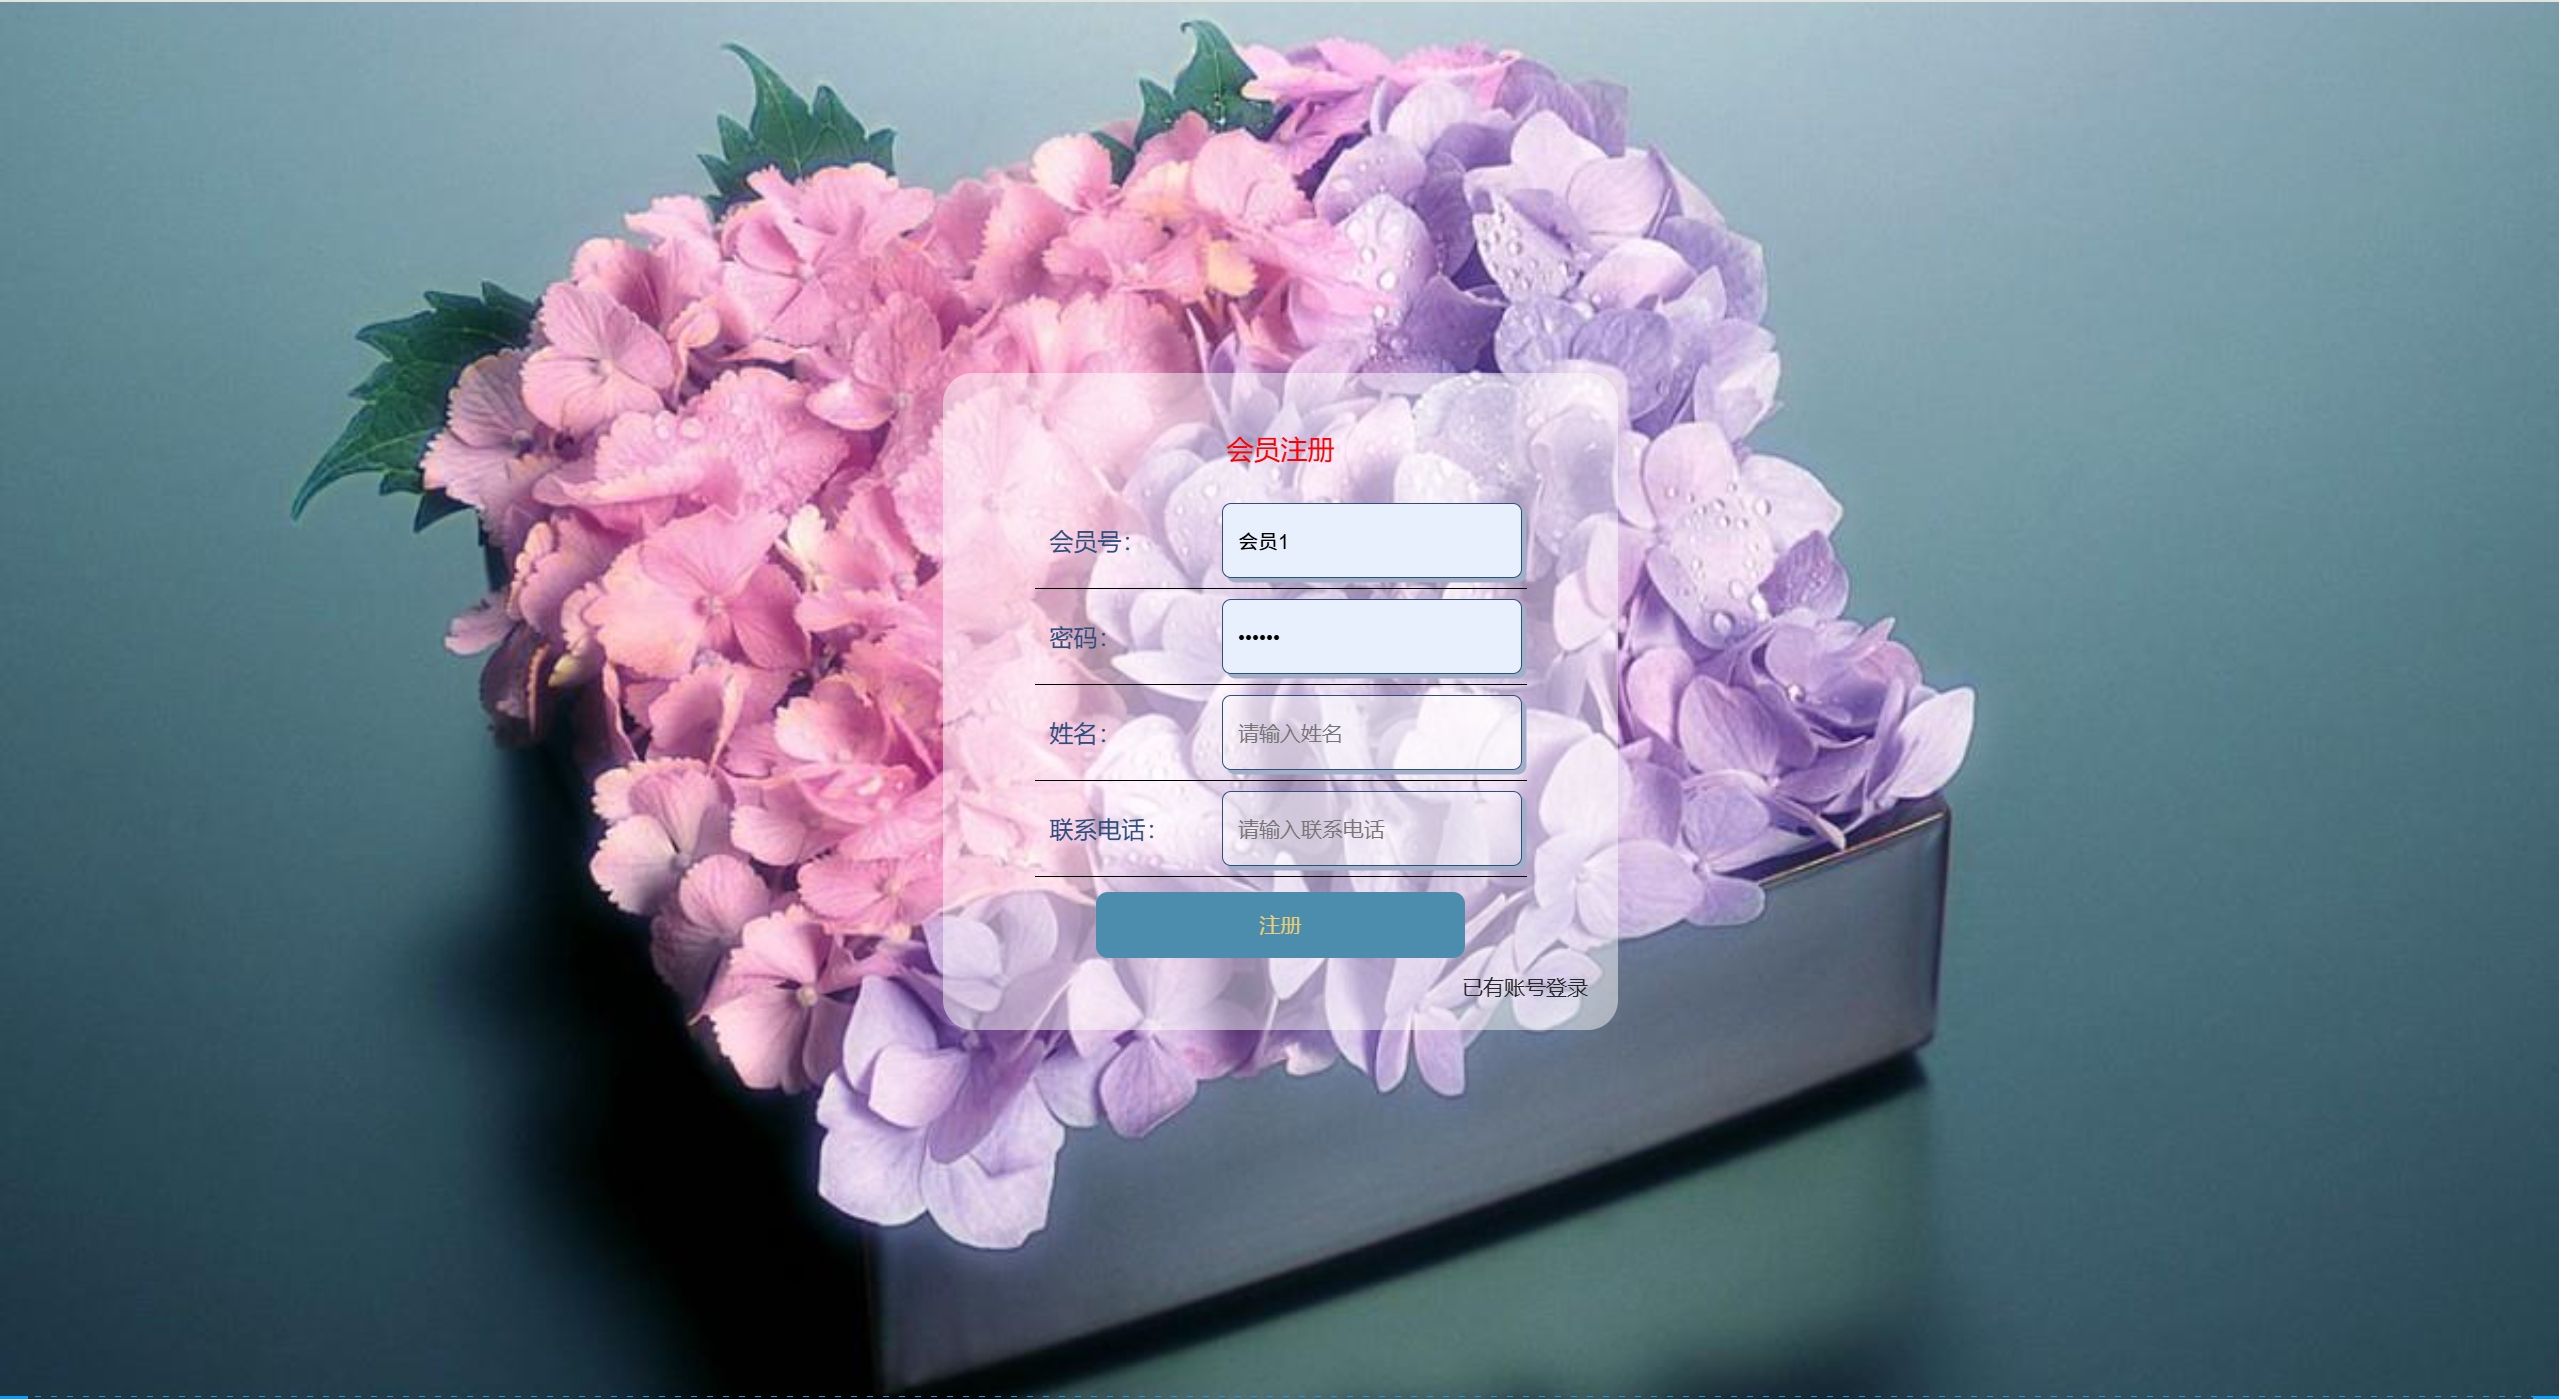 会员注册
会员号：
会员1
密码：
••••••
姓名：
请输入姓名
联系电话：
请输入联系电话
注册
已有账号登录